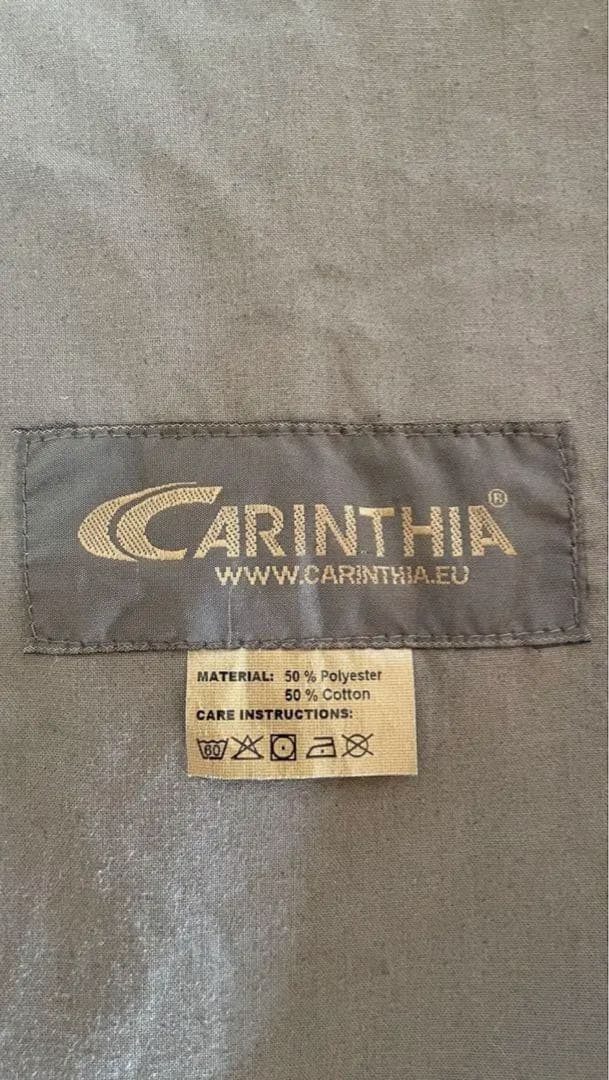 CARINTHIA®
WWW.CARINTHIA.EU
MATERIAL: 50 % Polyester
50 % Cotton
CARE INSTRUCTIONS:
60